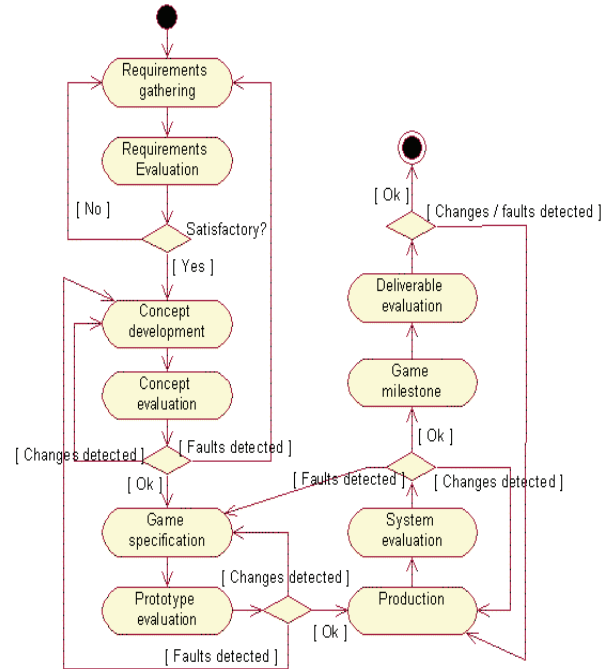 Requirements
gathering
Requirements
Evaluation
[ No ]
Satisfactory?
[ Yes ]
Concept
development
Concept
evaluation
[ Changes detected ]
[ Faults detected ]
[ Ok ]
Game
specification
Prototype
evaluation
[ Changes detected ]
[ Faults detected ]
[ Ok ]
[ Ok ]
[ Changes / faults detected ]
Deliverable
evaluation
Game
milestone
[ Ok ]
[ Faults detected ]
[ Changes detected ]
System
evaluation
Production